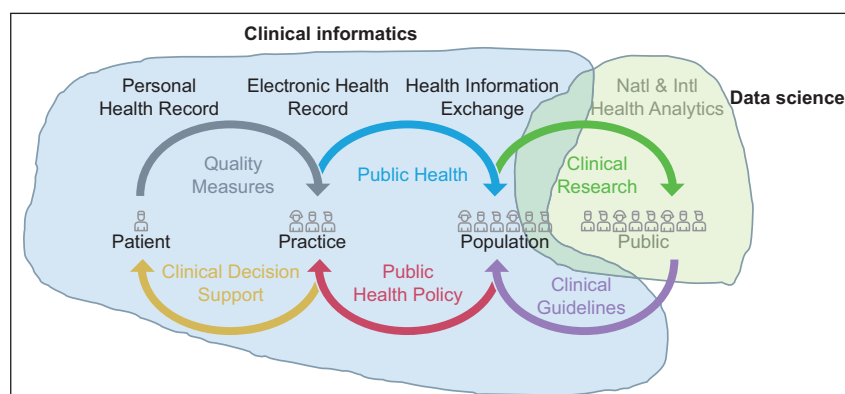 Clinical informatics
Personal
Health Record
Electronic Health
Record
Health Information
Exchange
Natl & Intl
Health Analytics
Data science
Quality
Measures
Public Health
Clinical
Research
Patient
Practice
Population
Public
Clinical Decision
Support
Public
Health Policy
Clinical
Guidelines